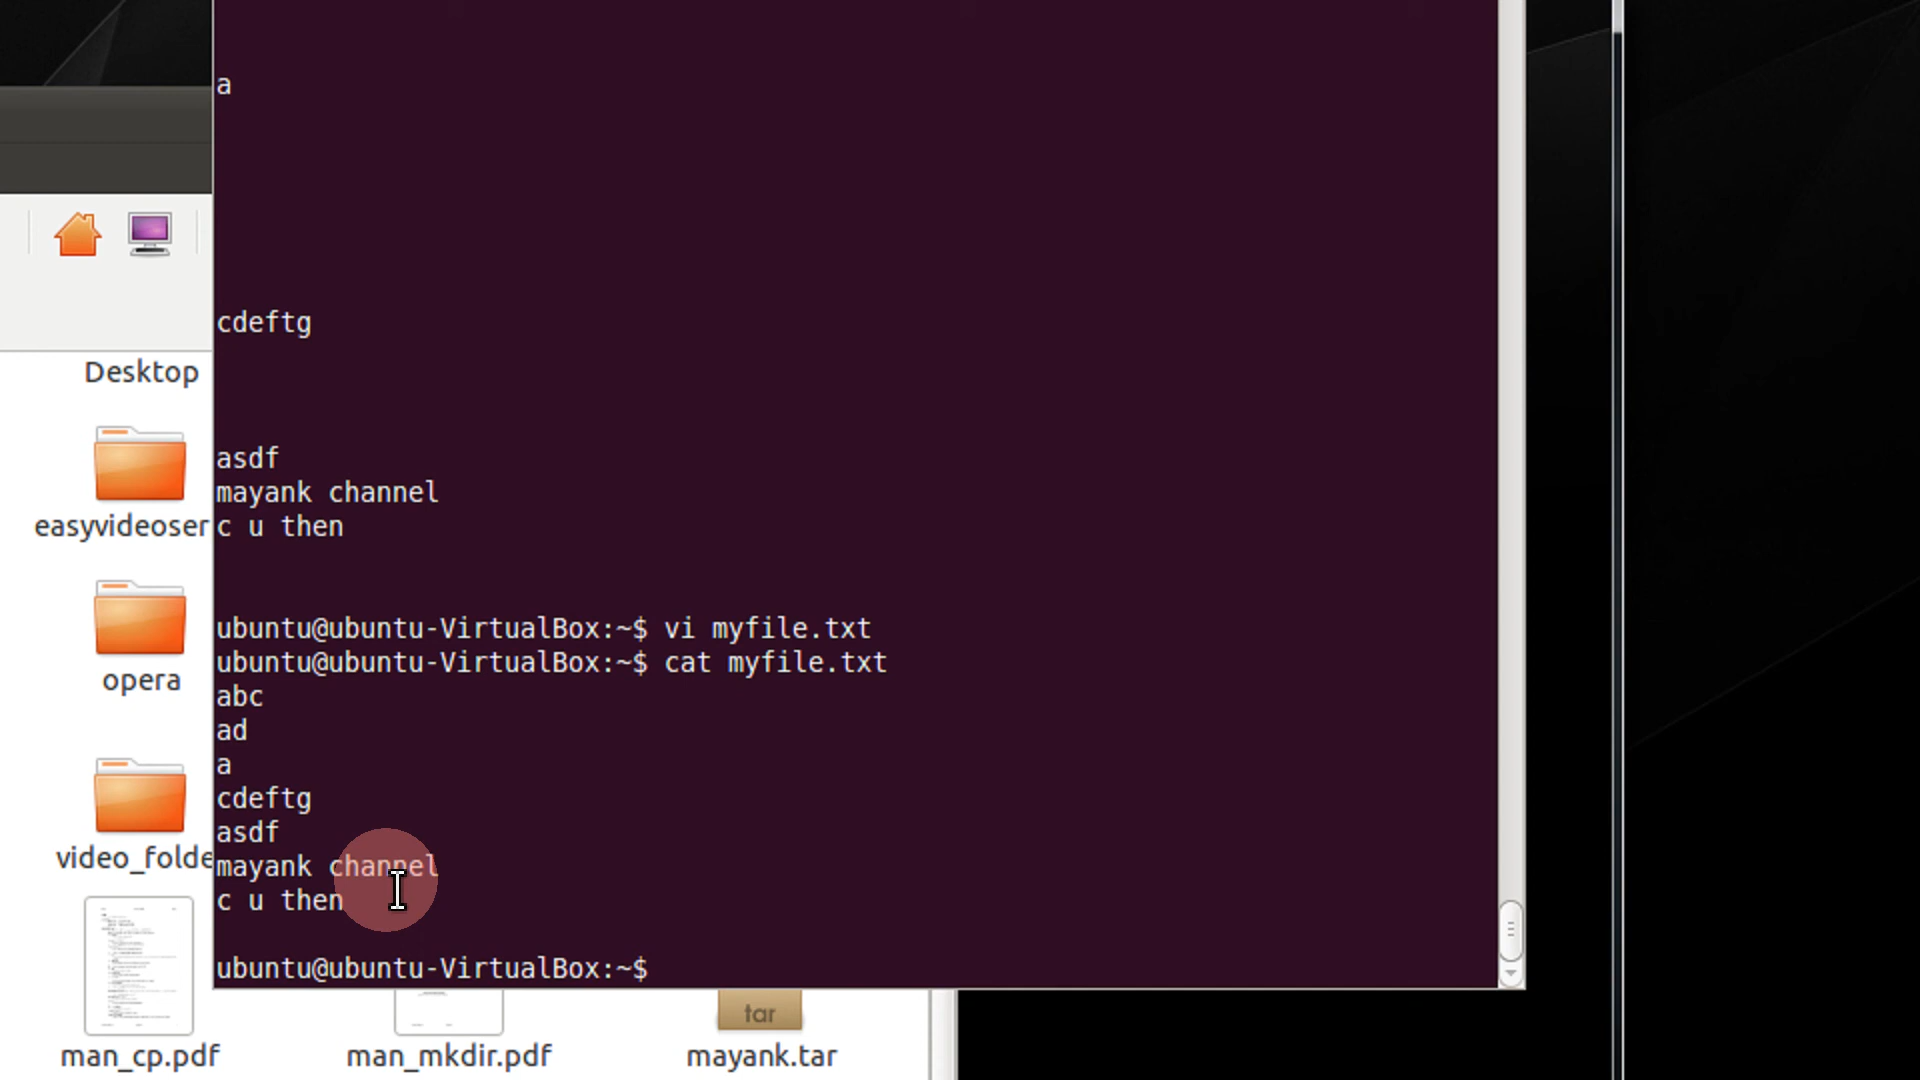 a
cdeftg
Desktop
asdf
mayank channel
easyvideoser
c u then
ubuntu@ubuntu-VirtualBox:~$ vi myfile.txt
ubuntu@ubuntu-VirtualBox:~$ cat myfile.txt
opera
abc
ad
a
cdeftg
asdf
video_folde
mayank channel
c u then
ubuntu@ubuntu-VirtualBox:~$
tar
man_cp.pdf
man_mkdir.pdf
mayank.tar